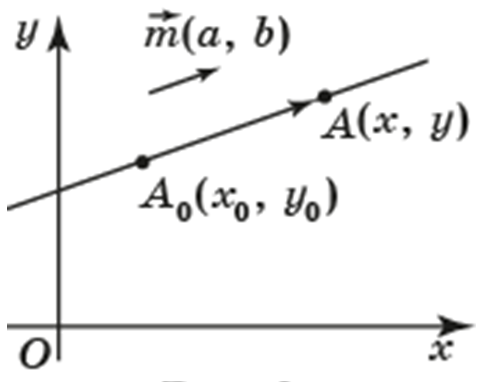 y
m⃗(a, b)
A(x, y)
A₀(x₀, y₀)
O
x